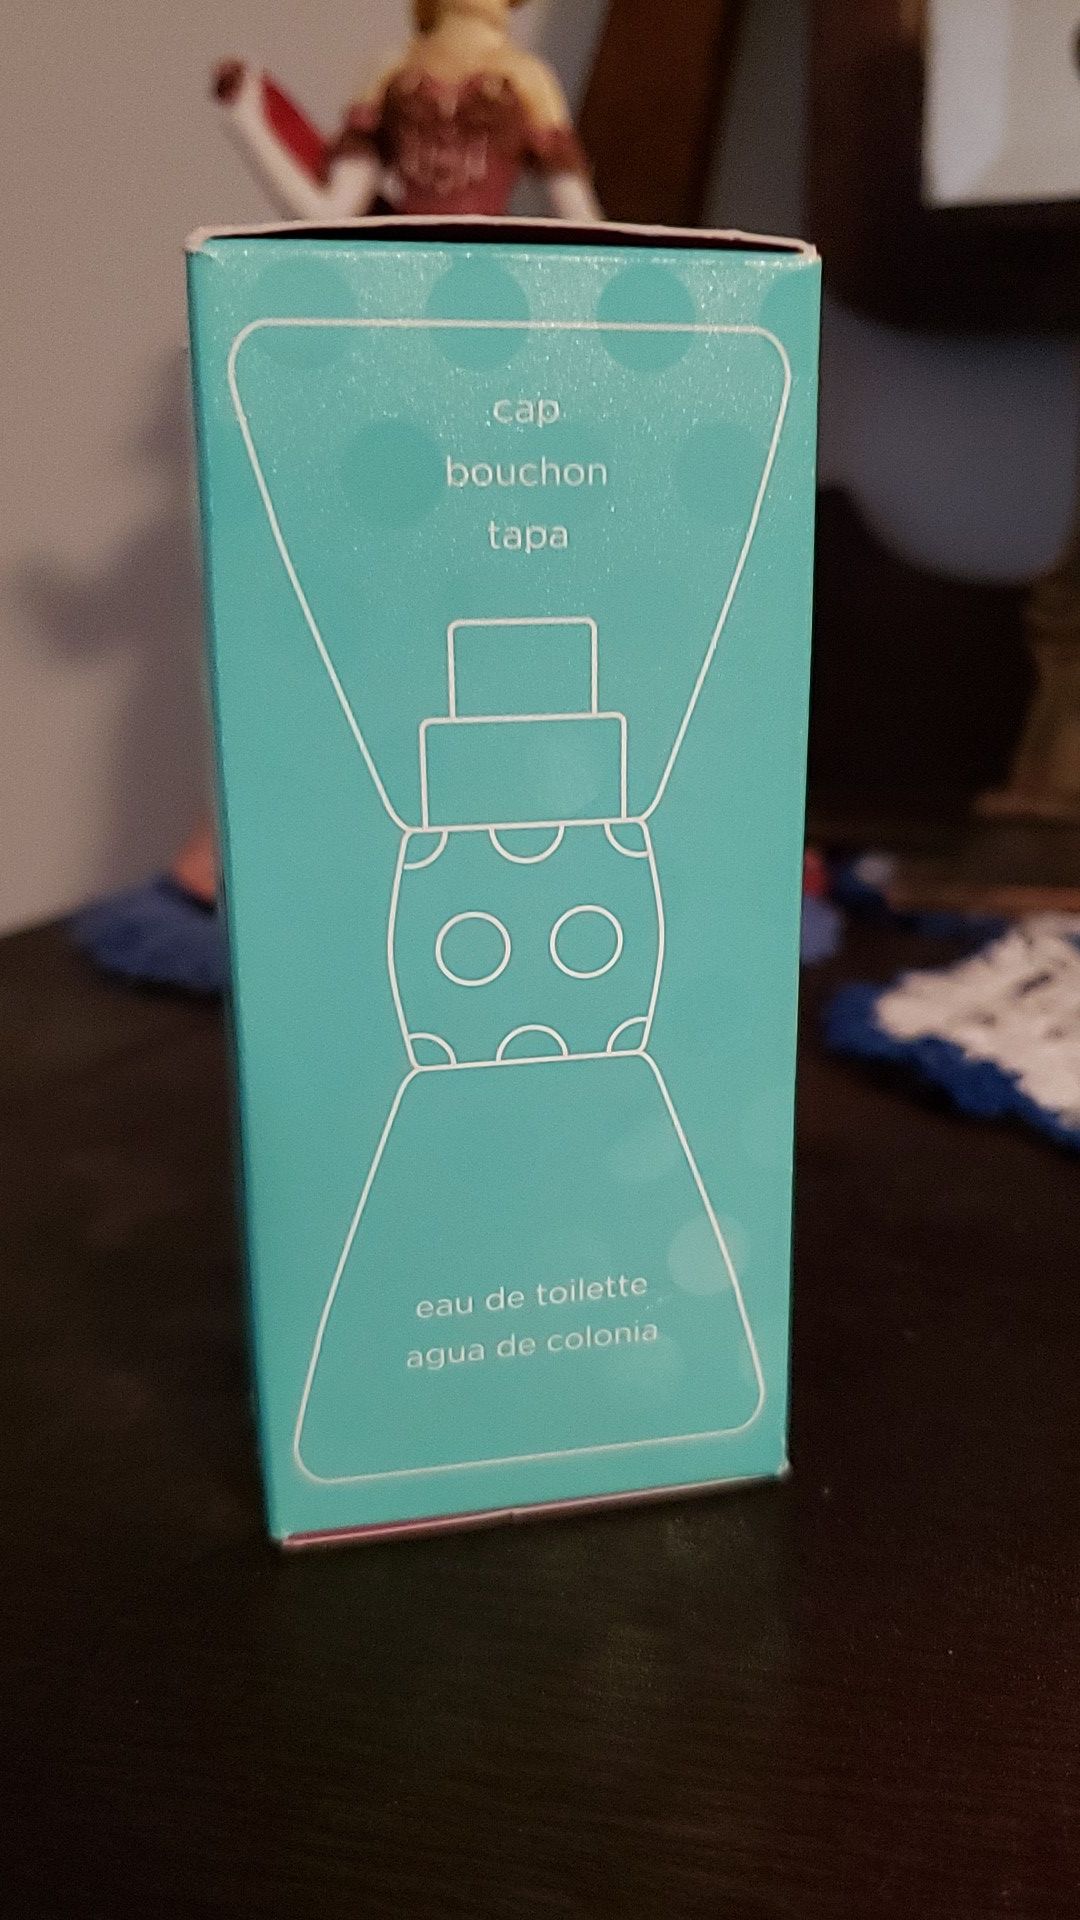 cap
bouchon
tapa
eau de toilette
agua de colonia